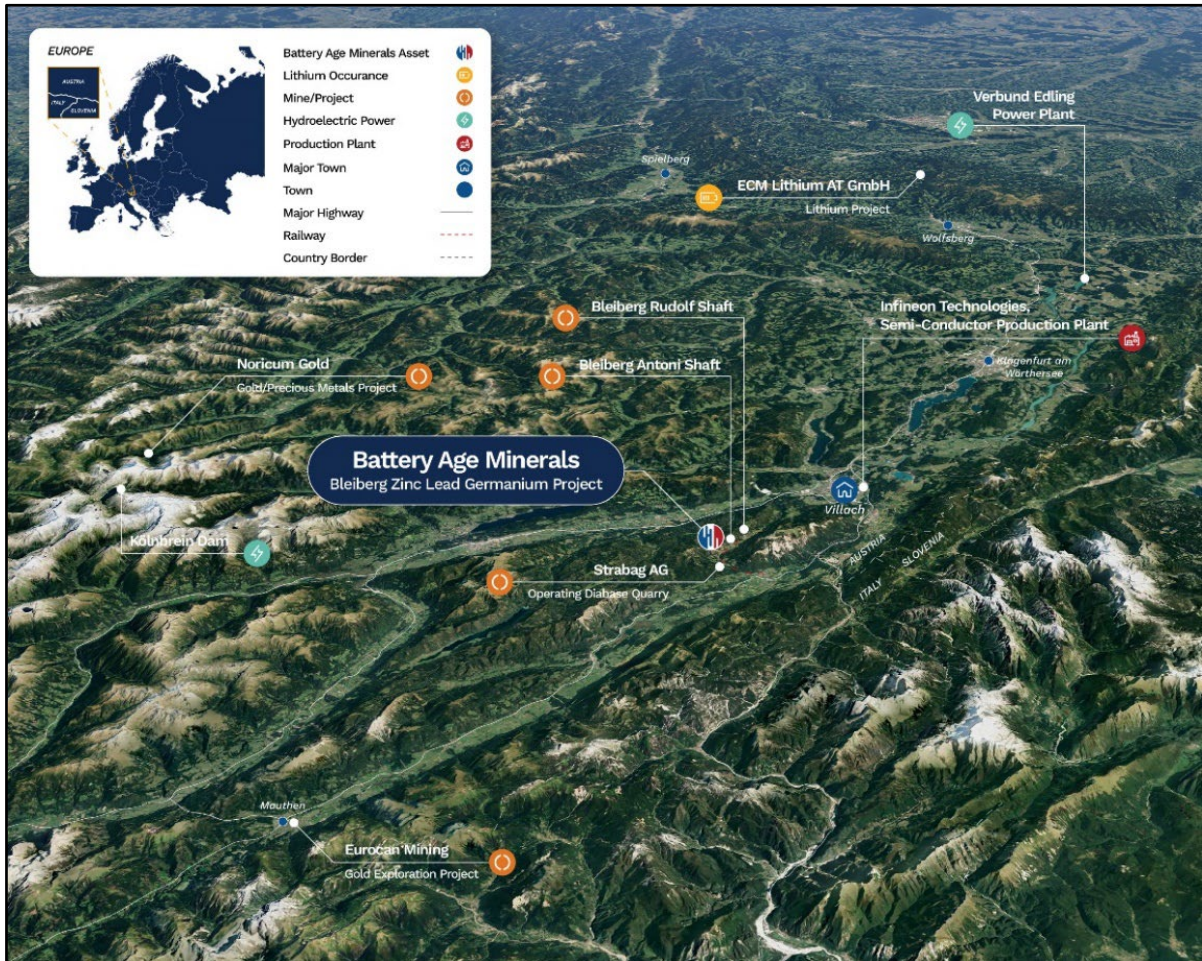 EUROPE
AUSTRIA
ITALY
SLOVENIA
Battery Age Minerals Asset
Lithium Occurance
Mine/Project
Hydroelectric Power
Production Plant
Major Town
Town
Major Highway
Railway
Country Border
Verbund Edling
Power Plant
Spielberg
ECM Lithium AT GmbH
Lithium Project
Wolfsberg
Bleiberg Rudolf Shaft
Infineon Technologies,
Semi-Conductor Production Plant
Noricum Gold
Gold/Precious Metals Project
Bleiberg Antoni Shaft
Klagenfurt am
Wörthersee
Battery Age Minerals
Bleiberg Zinc Lead Germanium Project
Villach
Kölnbrein Dam
AUSTRIA
ITALY
SLOVENIA
Strabag AG
Operating Diabase Quarry
Mauthen
Eurocan Mining
Gold Exploration Project